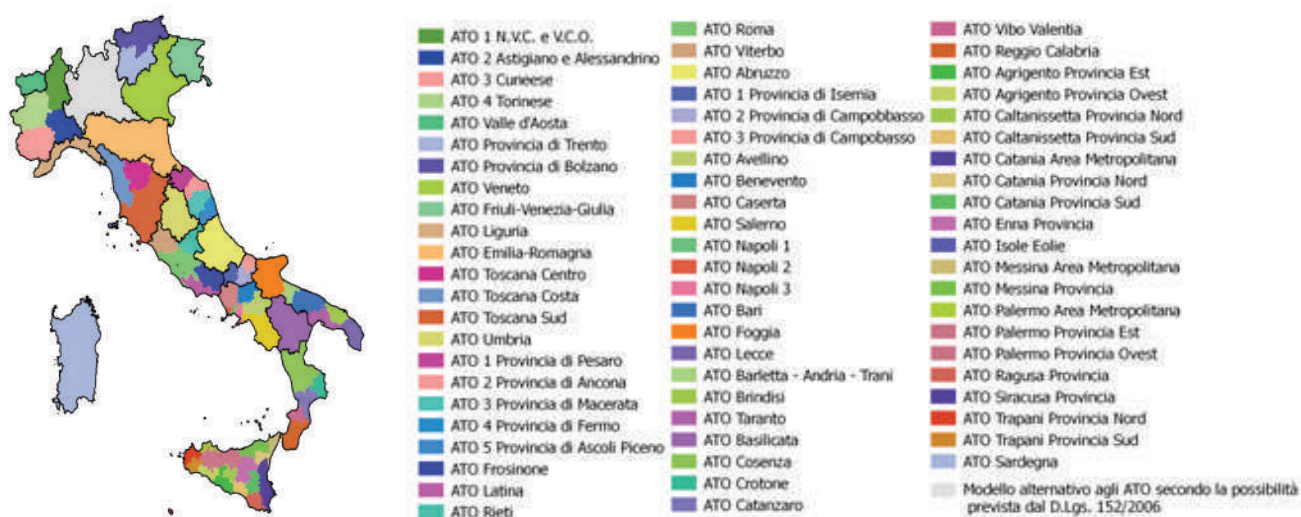 ATO 1 N.V.C. e V.C.O.
ATO 2 Astigiano e Alessandrino
ATO 3 Cuneese
ATO 4 Torinese
ATO Valle d'Aosta
ATO Provincia di Trento
ATO Provincia di Bolzano
ATO Veneto
ATO Friuli-Venezia-Giulia
ATO Liguria
ATO Emilia-Romagna
ATO Toscana Centro
ATO Toscana Costa
ATO Toscana Sud
ATO Umbria
ATO 1 Provincia di Pesaro
ATO 2 Provincia di Ancona
ATO 3 Provincia di Macerata
ATO 4 Provincia di Fermo
ATO 5 Provincia di Ascoli Piceno
ATO Frosinone
ATO Latina
ATO Rieti
ATO Roma
ATO Viterbo
ATO Abruzzo
ATO 1 Provincia di Isernia
ATO 2 Provincia di Campobbasso
ATO 3 Provincia di Campobasso
ATO Avellino
ATO Benevento
ATO Caserta
ATO Salerno
ATO Napoli 1
ATO Napoli 2
ATO Napoli 3
ATO Bari
ATO Foggia
ATO Lecce
ATO Barletta - Andria - Trani
ATO Brindisi
ATO Taranto
ATO Basilicata
ATO Cosenza
ATO Crotone
ATO Catanzaro
ATO Vibo Valentia
ATO Reggio Calabria
ATO Agrigento Provincia Est
ATO Agrigento Provincia Ovest
ATO Caltanissetta Provincia Nord
ATO Caltanissetta Provincia Sud
ATO Catania Area Metropolitana
ATO Catania Provincia Nord
ATO Catania Provincia Sud
ATO Enna Provincia
ATO Isole Eolie
ATO Messina Area Metropolitana
ATO Messina Provincia
ATO Palermo Area Metropolitana
ATO Palermo Provincia Est
ATO Palermo Provincia Ovest
ATO Ragusa Provincia
ATO Siracusa Provincia
ATO Trapani Provincia Nord
ATO Trapani Provincia Sud
ATO Sardegna
Modello alternativo agli ATO secondo la possibilità
prevista dal D.Lgs. 152/2006